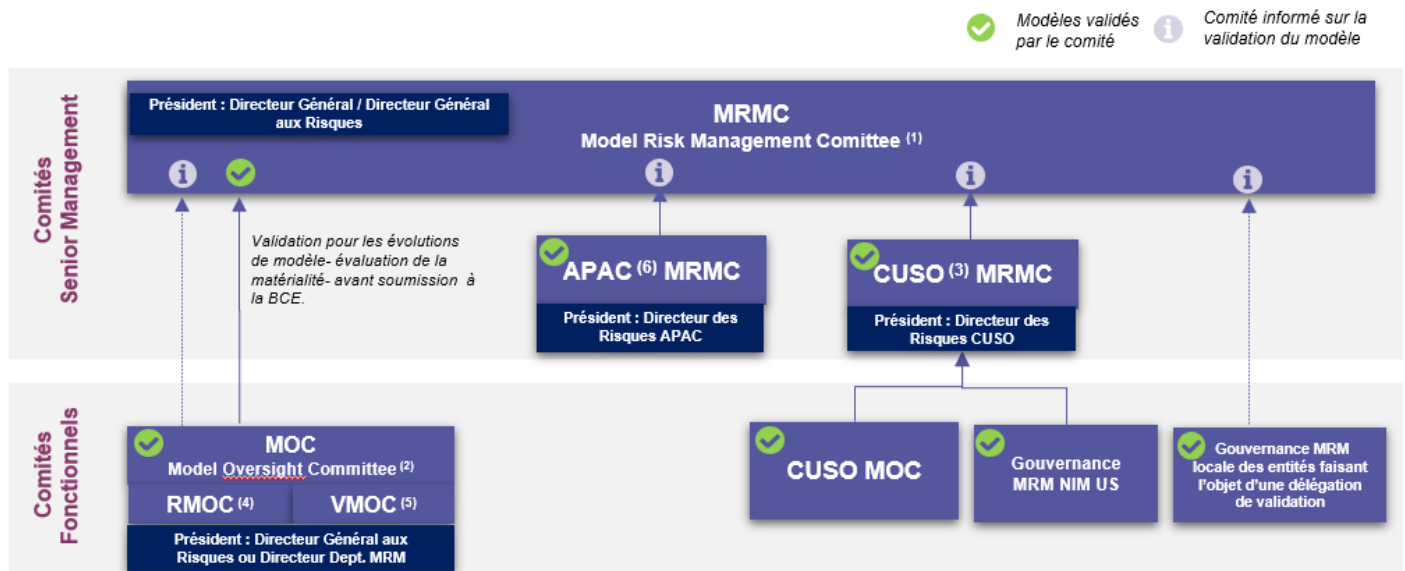 Modèles validés
par le comité
Comité informé sur la
validation du modèle
Comités
Senior Management
Président : Directeur Général / Directeur Général
aux Risques
MRMC
Model Risk Management Comittee (1)
Validation pour les évolutions
de modèle- évaluation de la
matérialité- avant soumission à
la BCE.
APAC (6) MRMC
Président : Directeur des
Risques APAC
CUSO (3) MRMC
Président : Directeur des
Risques CUSO
Comités
Fonctionnels
MOC
Model Oversight Committee (2)
RMOC (4)
VMOC (5)
Président : Directeur Général aux
Risques ou Directeur Dept. MRM
CUSO MOC
Gouvernance
MRM NIM US
Gouvernance MRM
locale des entités faisant
l'objet d'une délégation
de validation